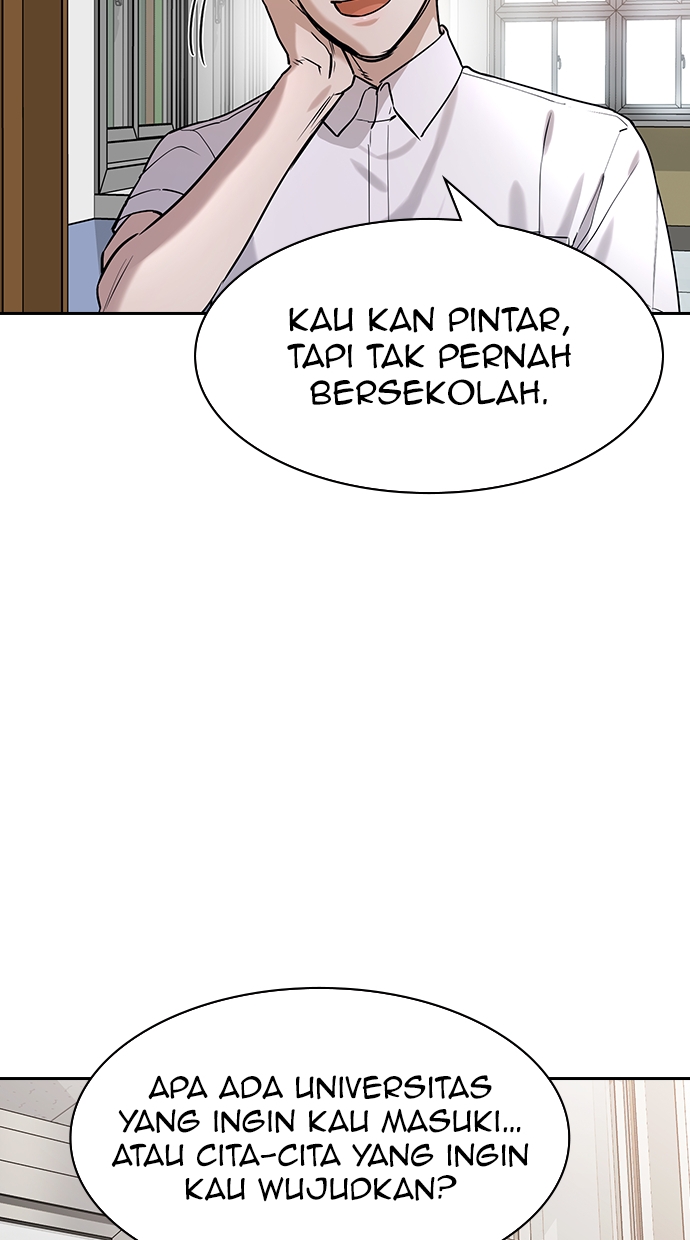 KAU KAN PINTAR,
TAPI TAK PERNAH
BERSEKOLAH.
APA ADA UNIVERSITAS
YANG INGIN KAU MASUKI...
ATAU CITA-CITA YANG INGIN
KAU WUJUDKAN?